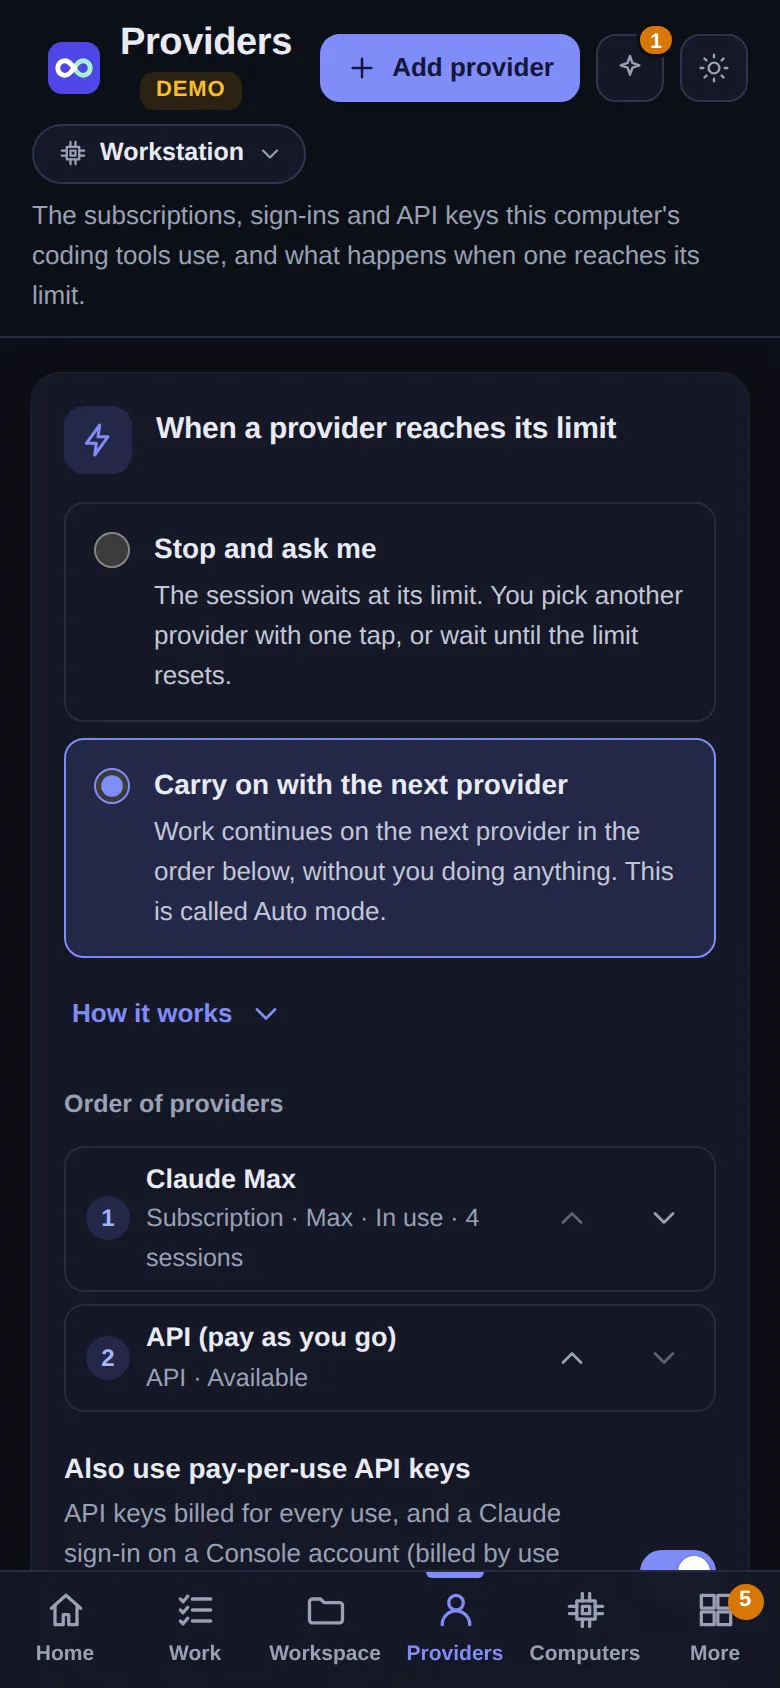 Providers
DEMO
Add provider
1
Workstation
The subscriptions, sign-ins and API keys this computer's
coding tools use, and what happens when one reaches its
limit.
When a provider reaches its limit
Stop and ask me
The session waits at its limit. You pick another
provider with one tap, or wait until the limit
resets.
Carry on with the next provider
Work continues on the next provider in the
order below, without you doing anything. This
is called Auto mode.
How it works
Order of providers
1
Claude Max
Subscription · Max · In use · 4
sessions
2
API (pay as you go)
API · Available
Also use pay-per-use API keys
API keys billed for every use, and a Claude
sign-in on a Console account (billed by use
5
Home
Work
Workspace
Providers
Computers
More